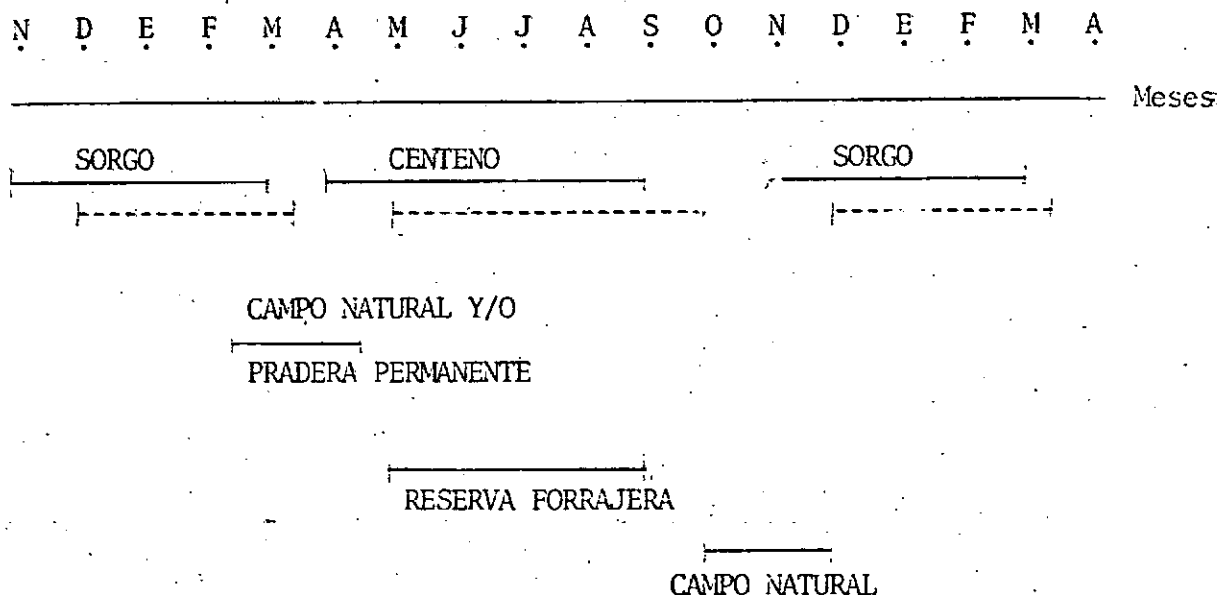 N D E F M A M J J A S O N D E F M A
Meses
SORGO CENTENO SORGO
CAMPO NATURAL Y/O
PRADERA PERMANENTE
RESERVA FORRAJERA
CAMPO NATURAL